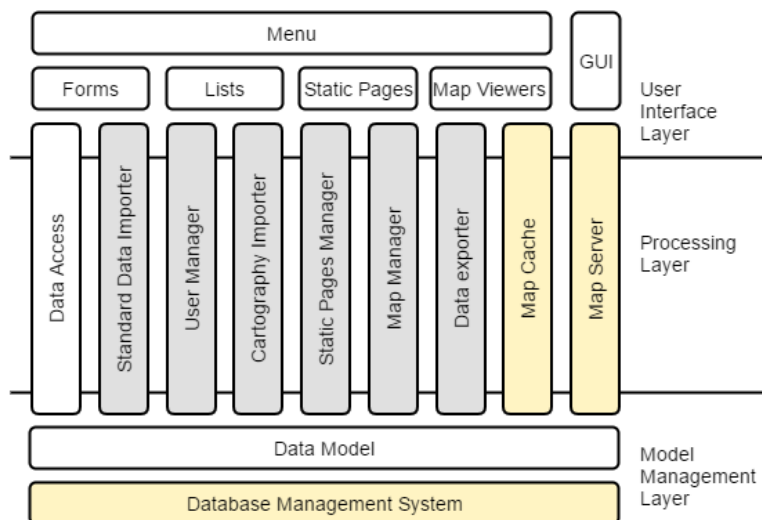 Menu
GUI
Forms
Lists
Static Pages
Map Viewers
User
Interface
Layer
Data Access
Standard Data Importer
User Manager
Cartography Importer
Static Pages Manager
Map Manager
Data exporter
Map Cache
Map Server
Processing
Layer
Data Model
Database Management System
Model
Management
Layer